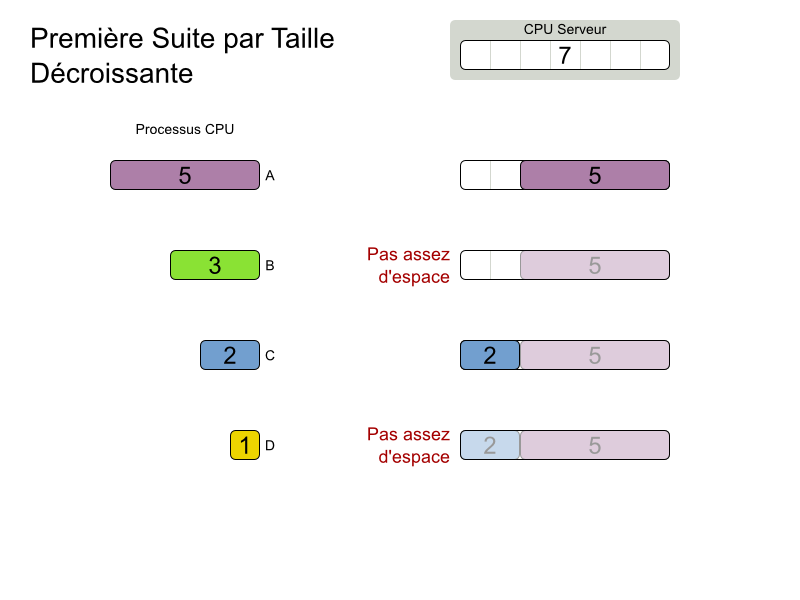 Première Suite par Taille
Décroissante
CPU Serveur
7
Processus CPU
5 A 5
Pas assez
d'espace
3 B 5
2 C 2 5
Pas assez
d'espace
1 D 2 5